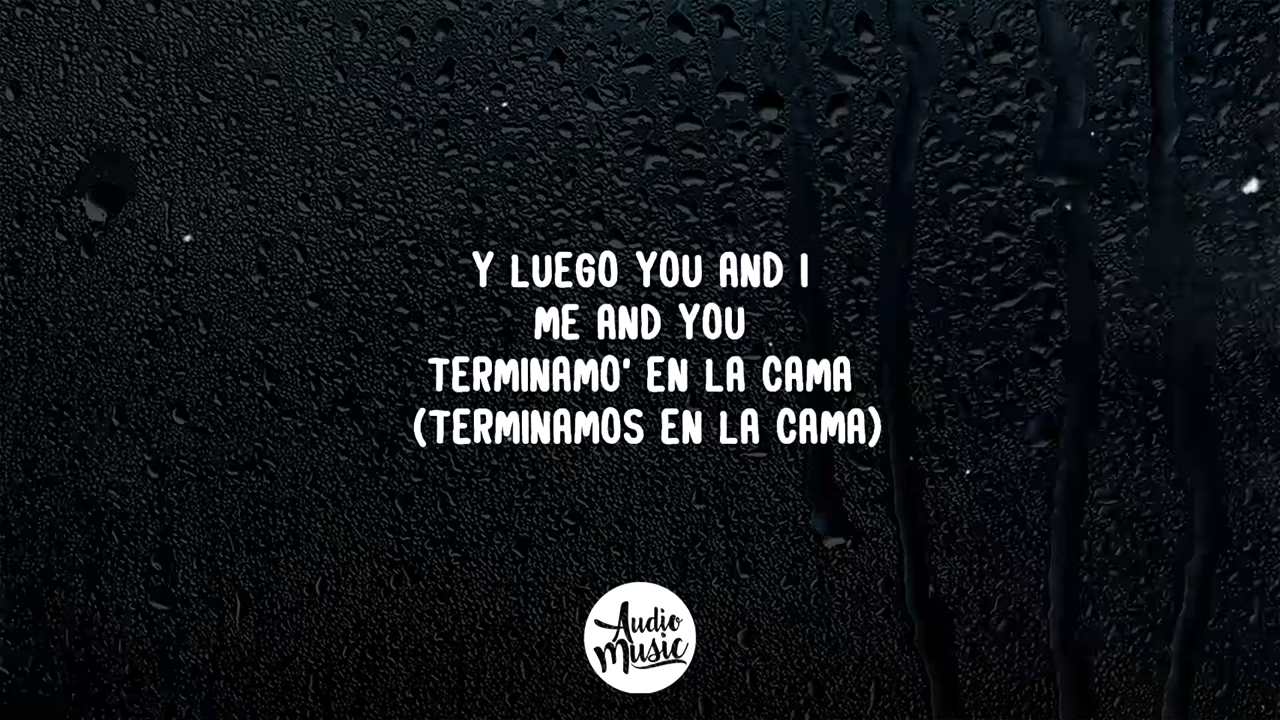 Y LUEGO YOU AND I
ME AND YOU
TERMINAMO' EN LA CAMA
(TERMINAMOS EN LA CAMA)
Audio
Music